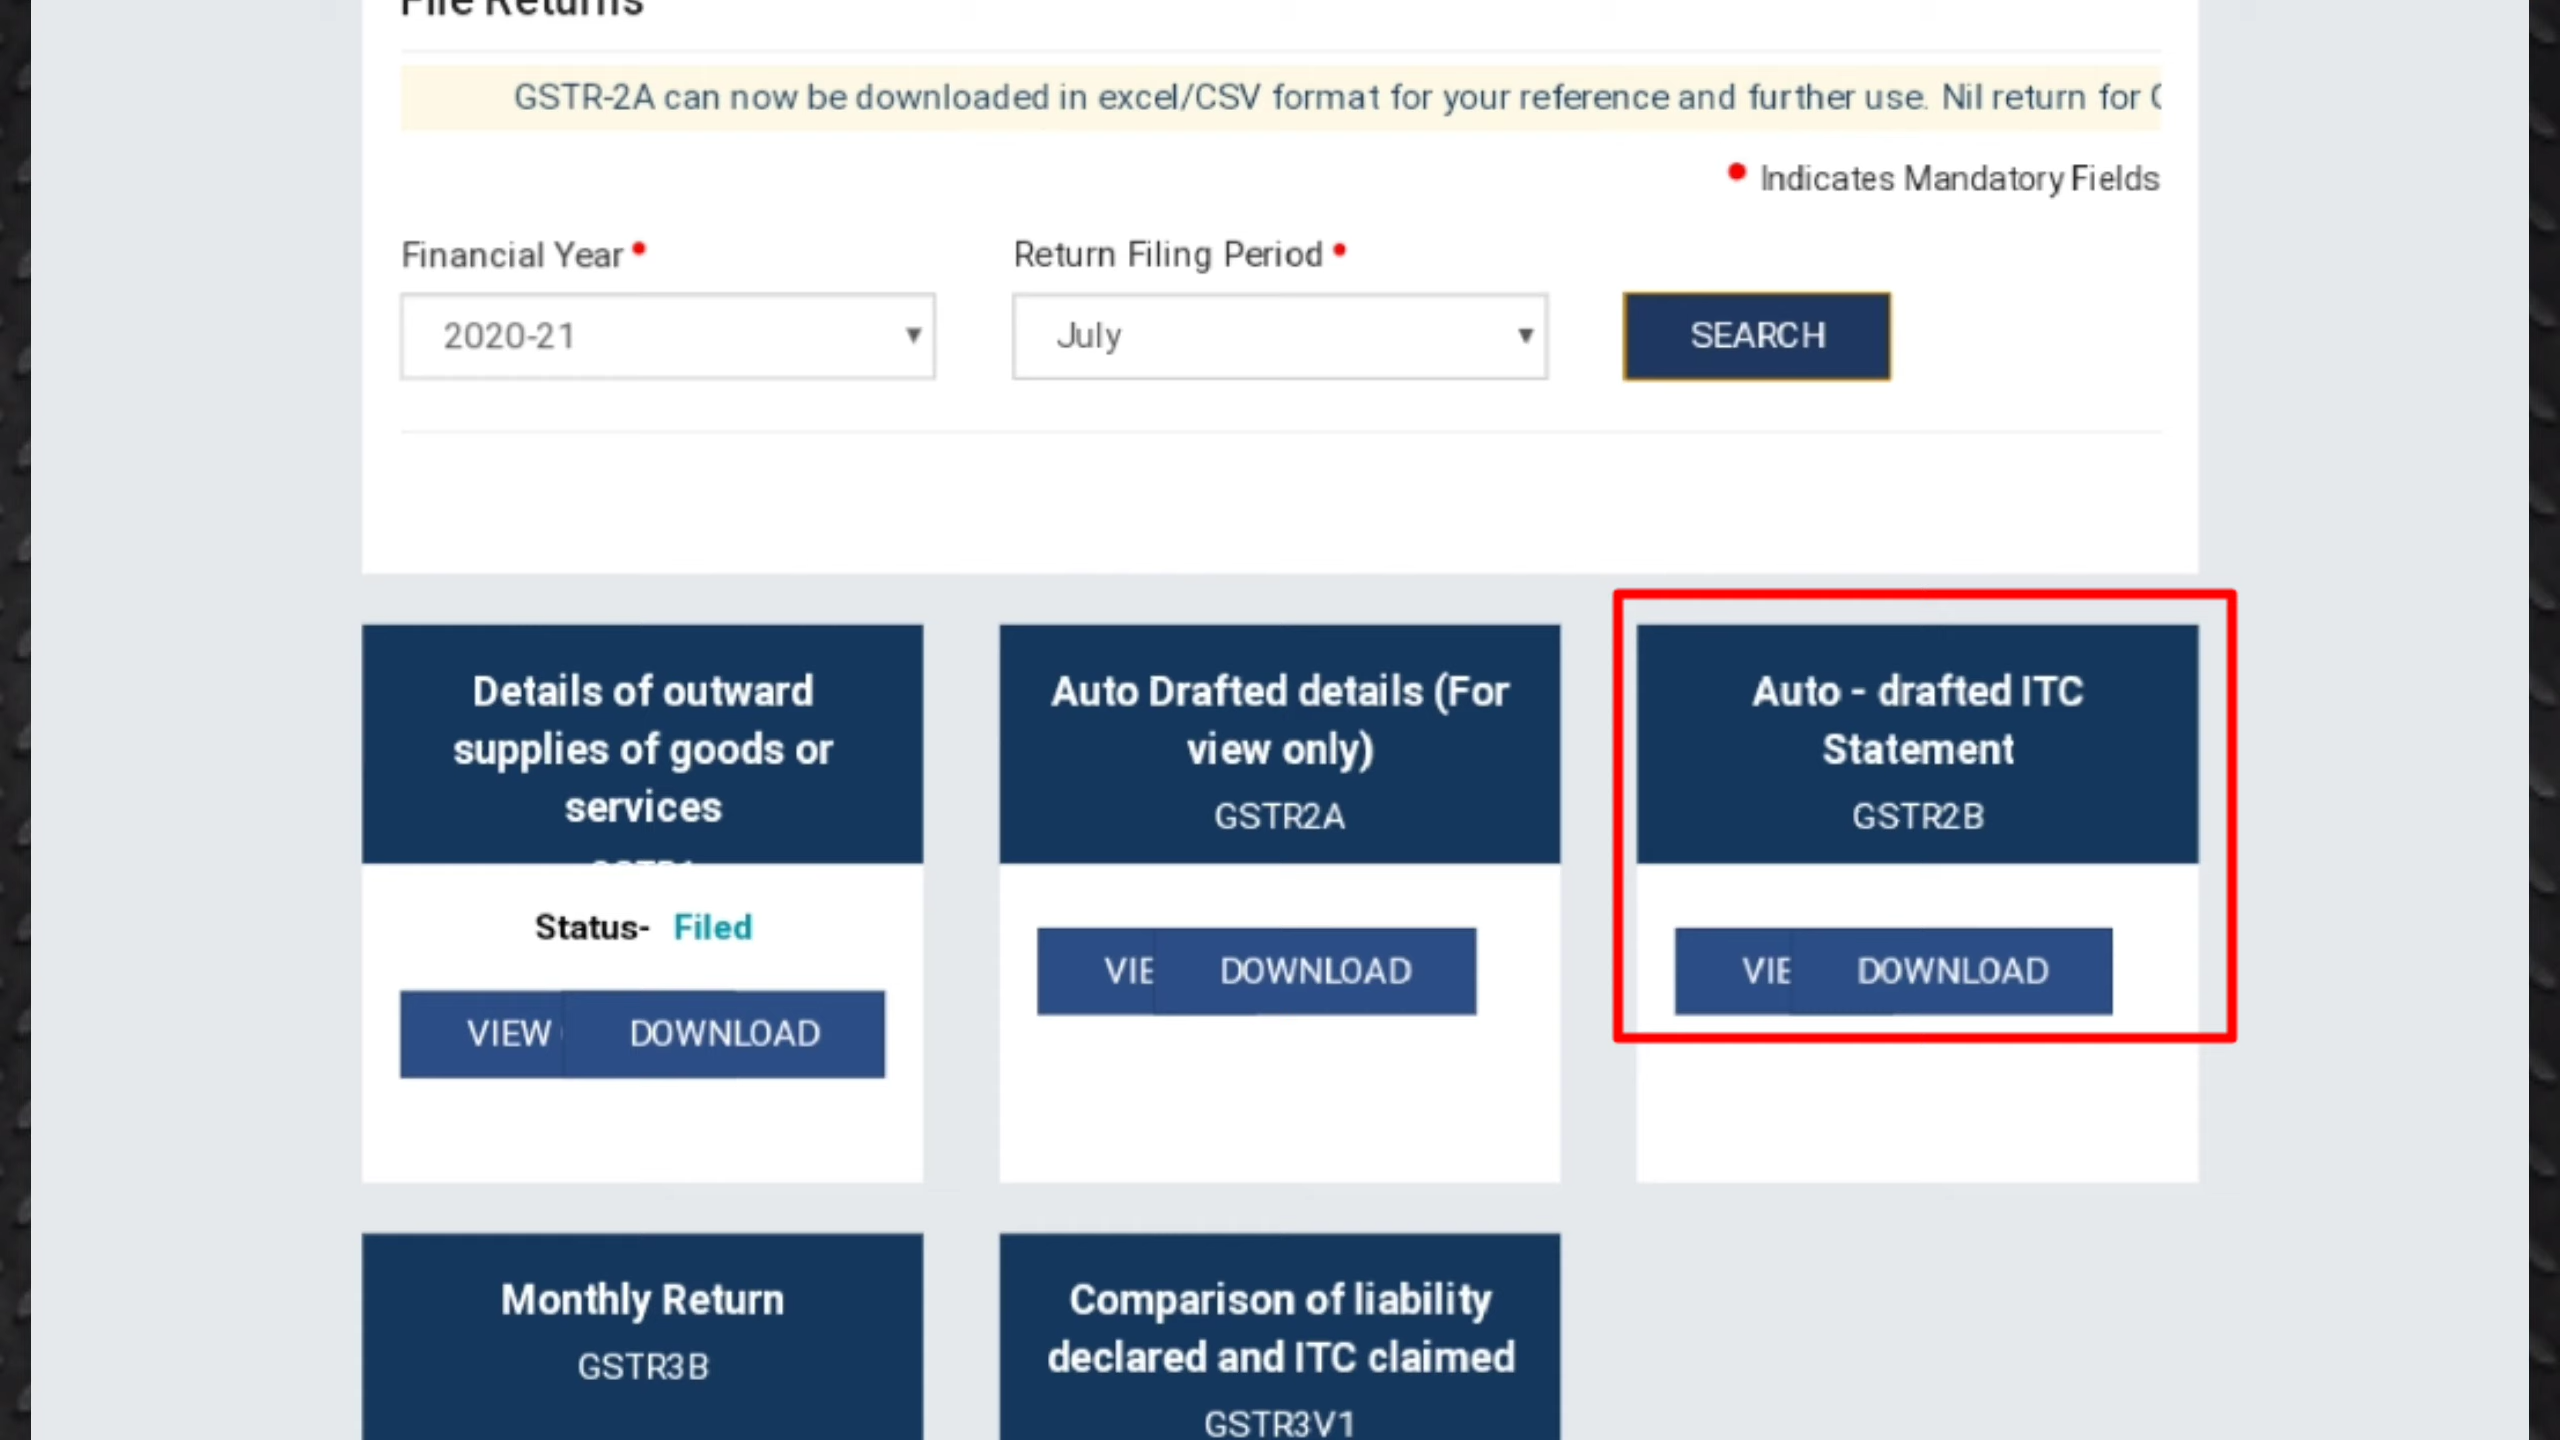 File Returns
GSTR-2A can now be downloaded in excel/CSV format for your reference and further use. Nil return for
Indicates Mandatory Fields
Financial Year
Return Filing Period
2020-21
July
SEARCH
Details of outward
supplies of goods or
services
Status- Filed
VIEW
DOWNLOAD
Auto Drafted details (For
view only)
GSTR2A
VIE
DOWNLOAD
Auto - drafted ITC
Statement
GSTR2B
VIE
DOWNLOAD
Monthly Return
GSTR3B
Comparison of liability
declared and ITC claimed
GSTR3V1